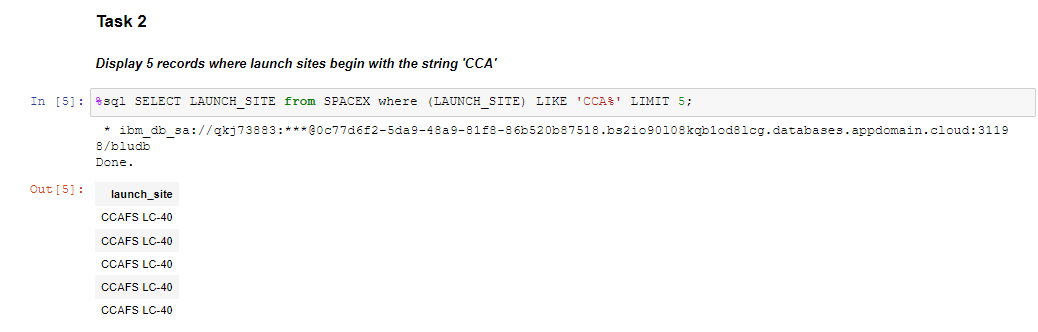 Task 2
Display 5 records where launch sites begin with the string 'CCA'
In [5]: %sql SELECT LAUNCH_SITE from SPACEX where (LAUNCH_SITE) LIKE 'CCA%' LIMIT 5;
* ibm_db_sa://qkj73883:***@0c77d6f2-5da9-48a9-81f8-86b520b87518.bs2io90l08kqb1od8lcg.databases.appdomain.cloud:3119
8/bludb
Done.
Out[5]: launch_site
CCAFS LC-40
CCAFS LC-40
CCAFS LC-40
CCAFS LC-40
CCAFS LC-40